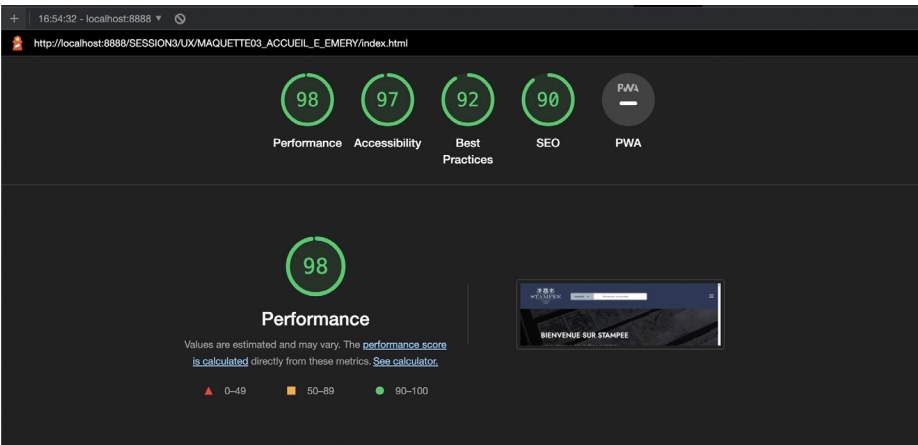 16:54:32 - localhost:8888
http://localhost:8888/SESSION3/UX/MAQUETTE03_ACCUEIL_E_EMERY/index.html
98 97 92 90 PWA
Performance Accessibility Best Practices SEO PWA
98
Performance
Values are estimated and may vary. The performance score
is calculated directly from these metrics. See calculator.
0–49 50–89 90–100
STAMPEE
BIENVENUE SUR STAMPEE